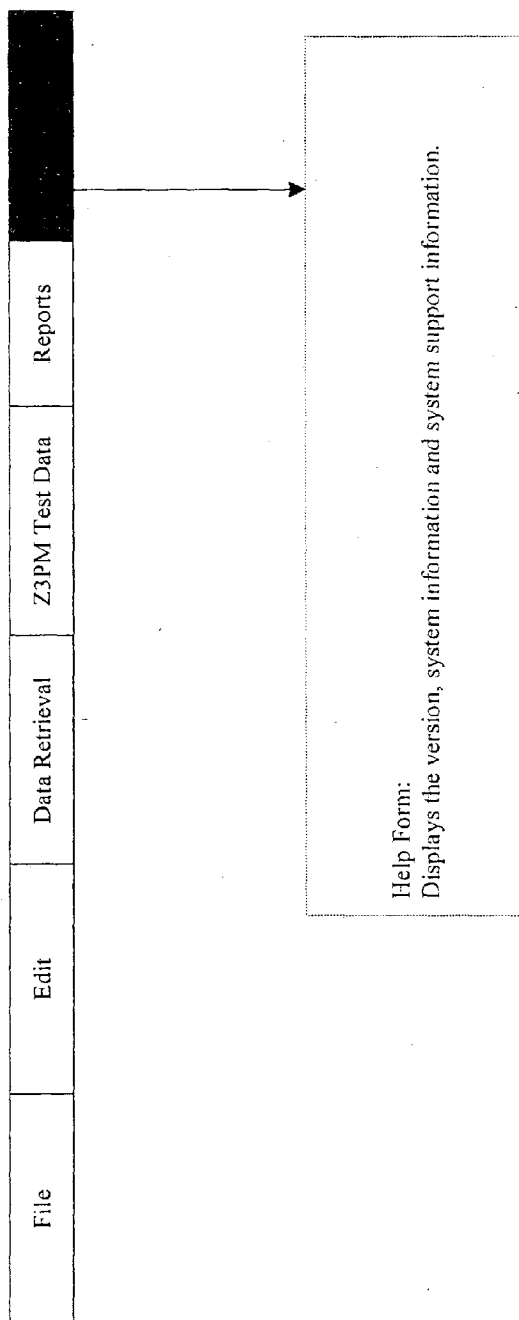 File
Edit
Data Retrieval
Z3PM Test Data
Reports
Help Form:
Displays the version, system information and system support information.